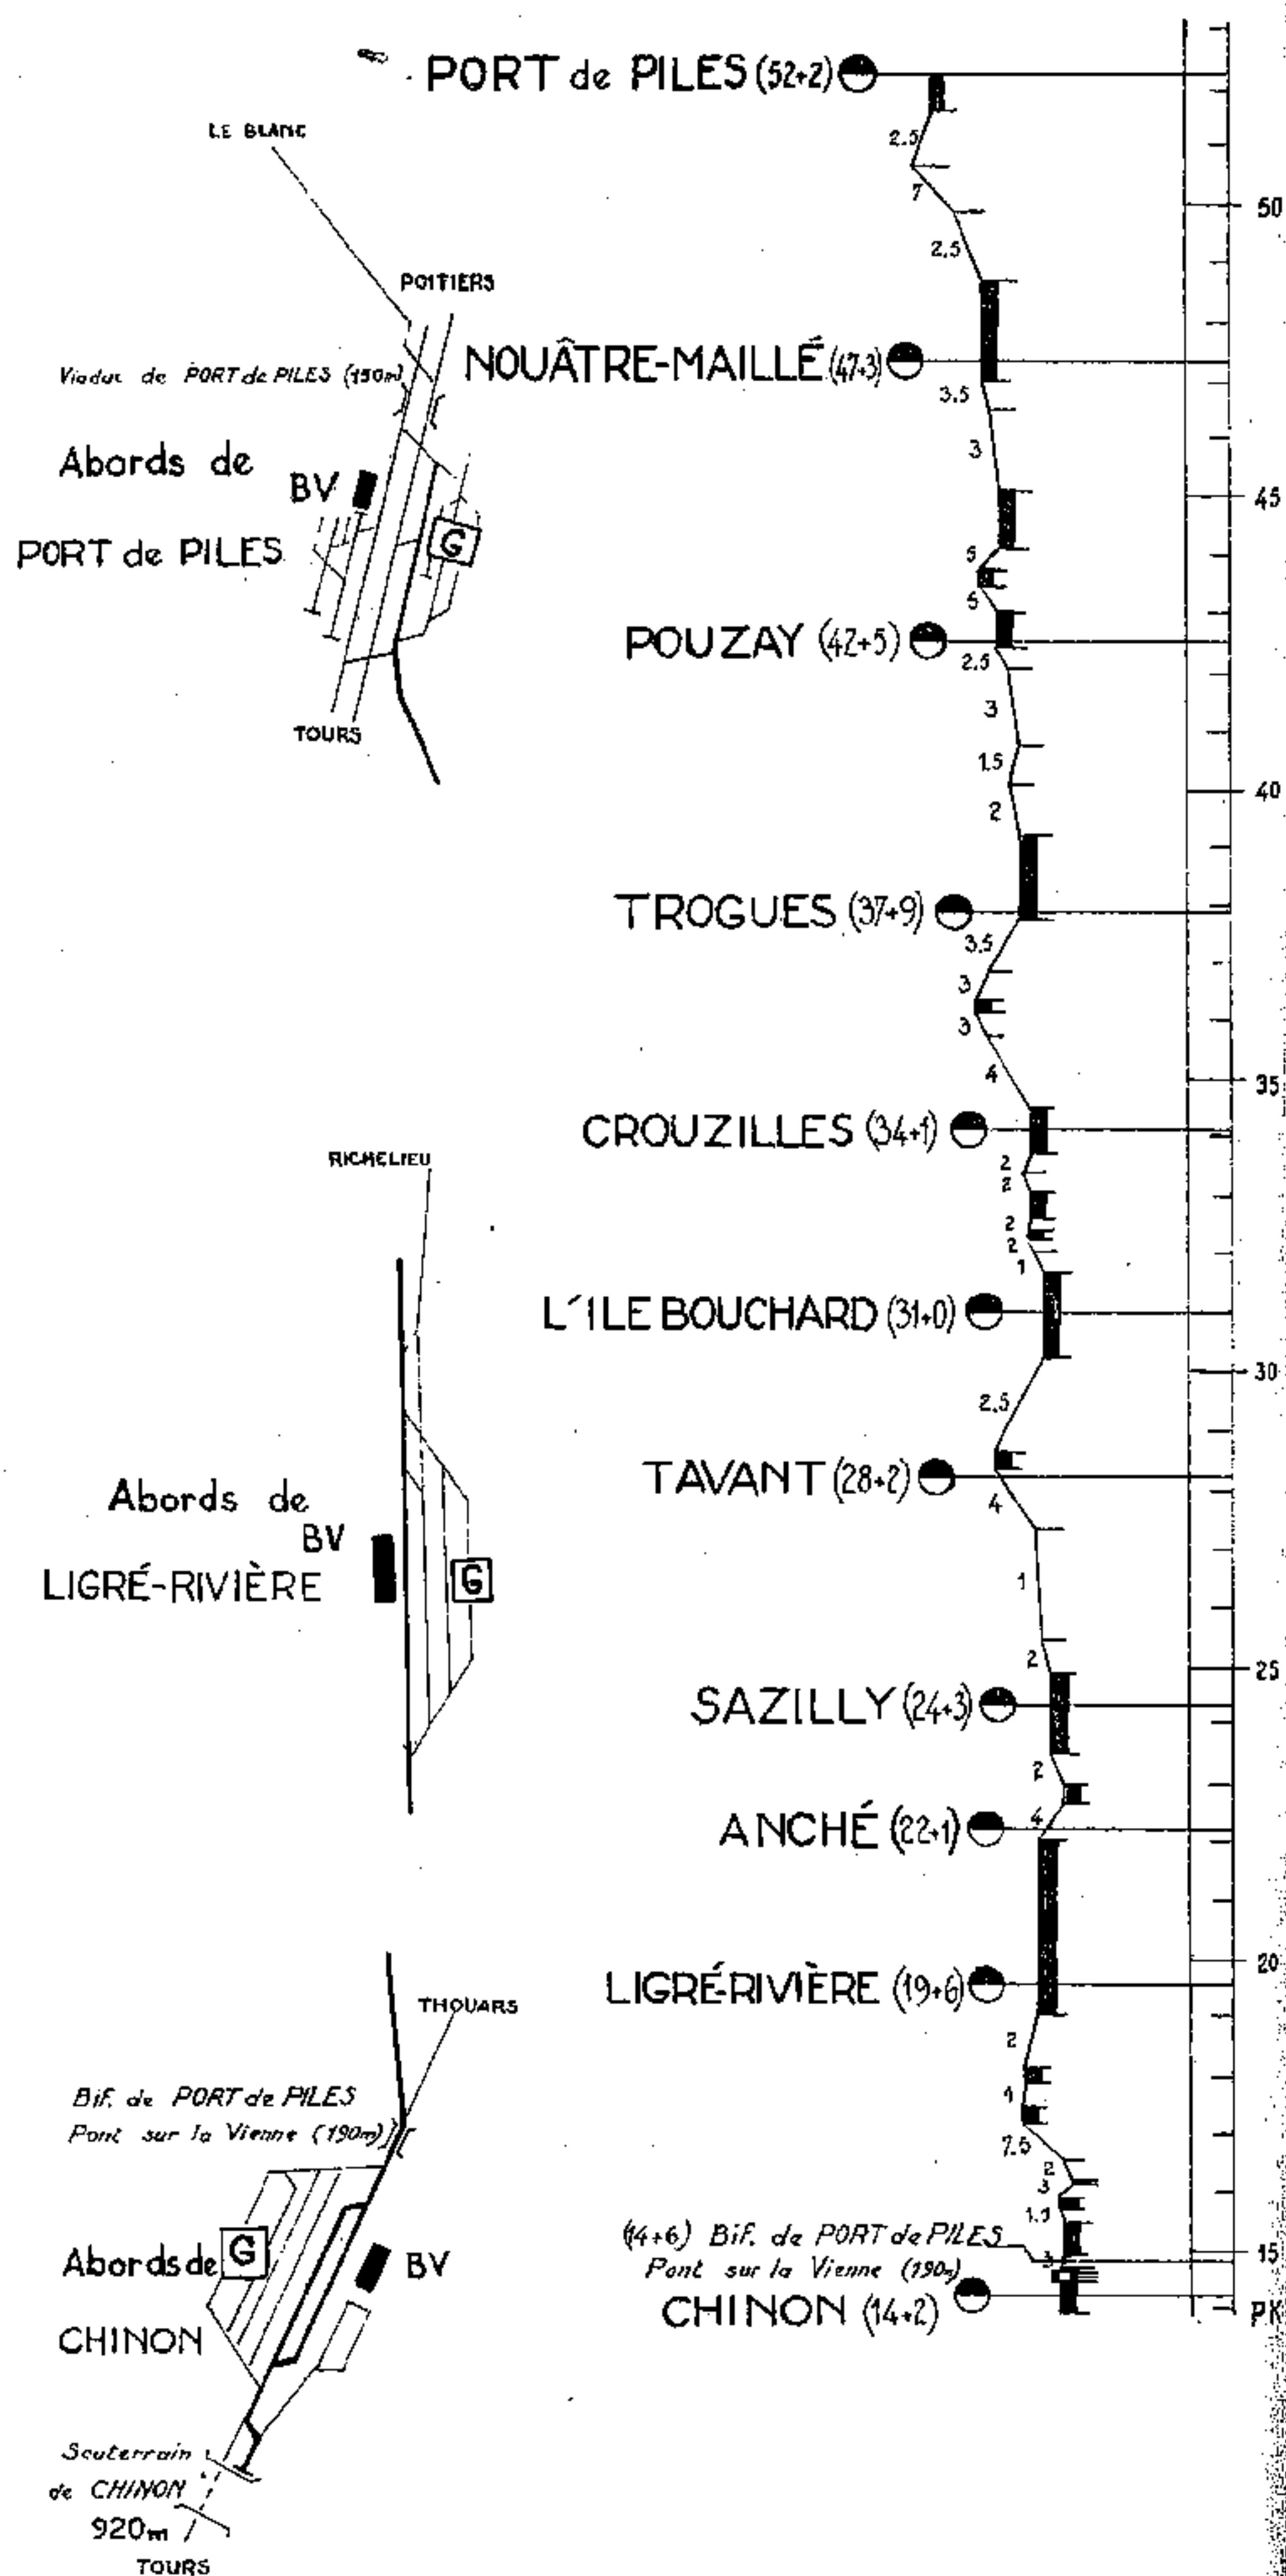 PORT de PILES (52+2)
LE BLANC
POITIERS
Viaduc de PORT de PILES (150m)
Abords de
BV
G
PORT de PILES
TOURS
NOUÂTRE-MAILLÉ (47+3)
POUZAY (42+5)
TROGUES (37+9)
CROUZILLES (34+1)
RICHELIEU
L'ILE BOUCHARD (31+0)
TAVANT (28+2)
Abords de
BV
LIGRÉ-RIVIÈRE
G
SAZILLY (24+3)
ANCHÉ (22+1)
LIGRÉ-RIVIÈRE (19+6)
THOUARS
Bif. de PORT de PILES
Pont sur la Vienne (190m)
Abords de
G
BV
CHINON
(14+6) Bif. de PORT de PILES
Pont sur la Vienne (190m)
CHINON (14+2)
Souterrain
de CHINON
920m
TOURS
2.5
7
2.5
3.5
3
5
5
2.5
3
1.5
2
3.5
3
3
4
2
2
2
2
1
2.5
4
1
2
2
4
2
1
7.5
2
3
1.1
3
50
45
40
35
30
25
20
15
PK